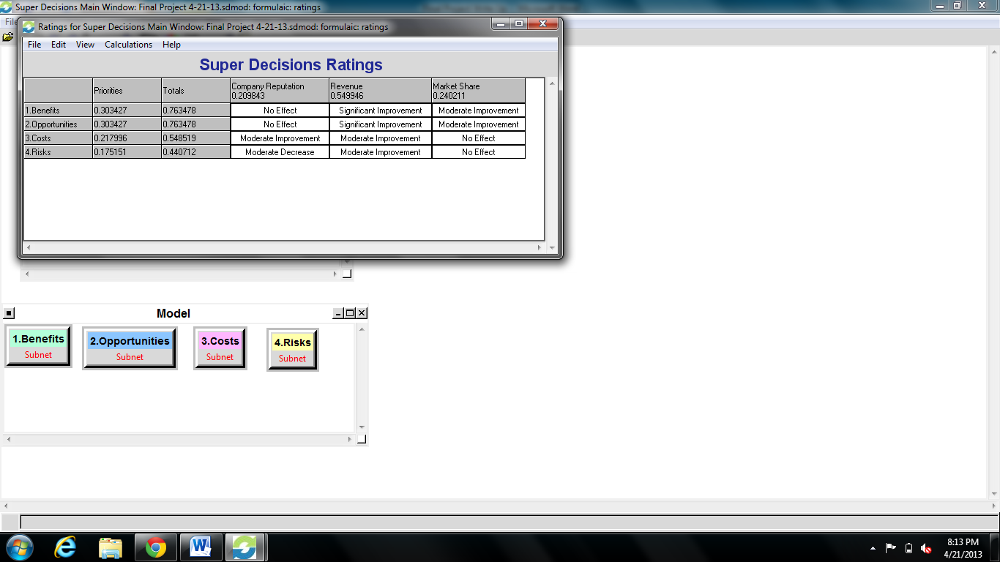 Super Decisions Main Window: Final Project 4-21-13.sdmod: formulaic: ratings
Ratings for Super Decisions Main Window: Final Project 4-21-13.sdmod: formulaic: ratings
File Edit View Calculations Help
Super Decisions Ratings
Priorities Totals Company Reputation 0.209843 Revenue 0.549946 Market Share 0.240211
1.Benefits 0.303427 0.763478 No Effect Significant Improvement Moderate Improvement
2.Opportunities 0.303427 0.763478 No Effect Significant Improvement Moderate Improvement
3.Costs 0.217996 0.548519 Moderate Improvement Moderate Improvement No Effect
4.Risks 0.175151 0.440712 Moderate Decrease Moderate Improvement No Effect
Model
1.Benefits 2.Opportunities 3.Costs 4.Risks
Subnet Subnet Subnet Subnet
8:13 PM
4/21/2013